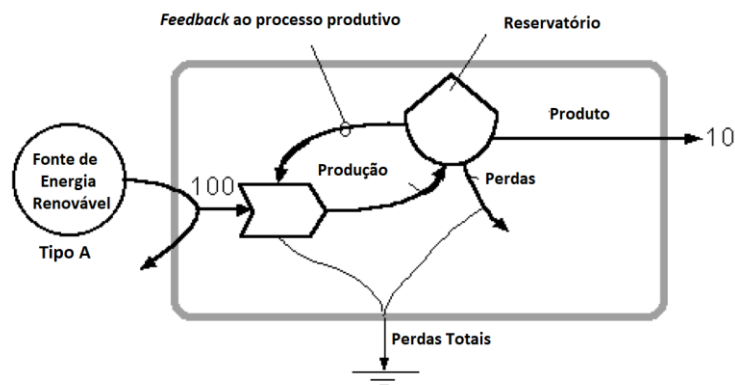 Feedback ao processo produtivo
Reservatório
Produto
10
Fonte de
Energia
Renovável
100
Produção
Perdas
Tipo A
Perdas Totais